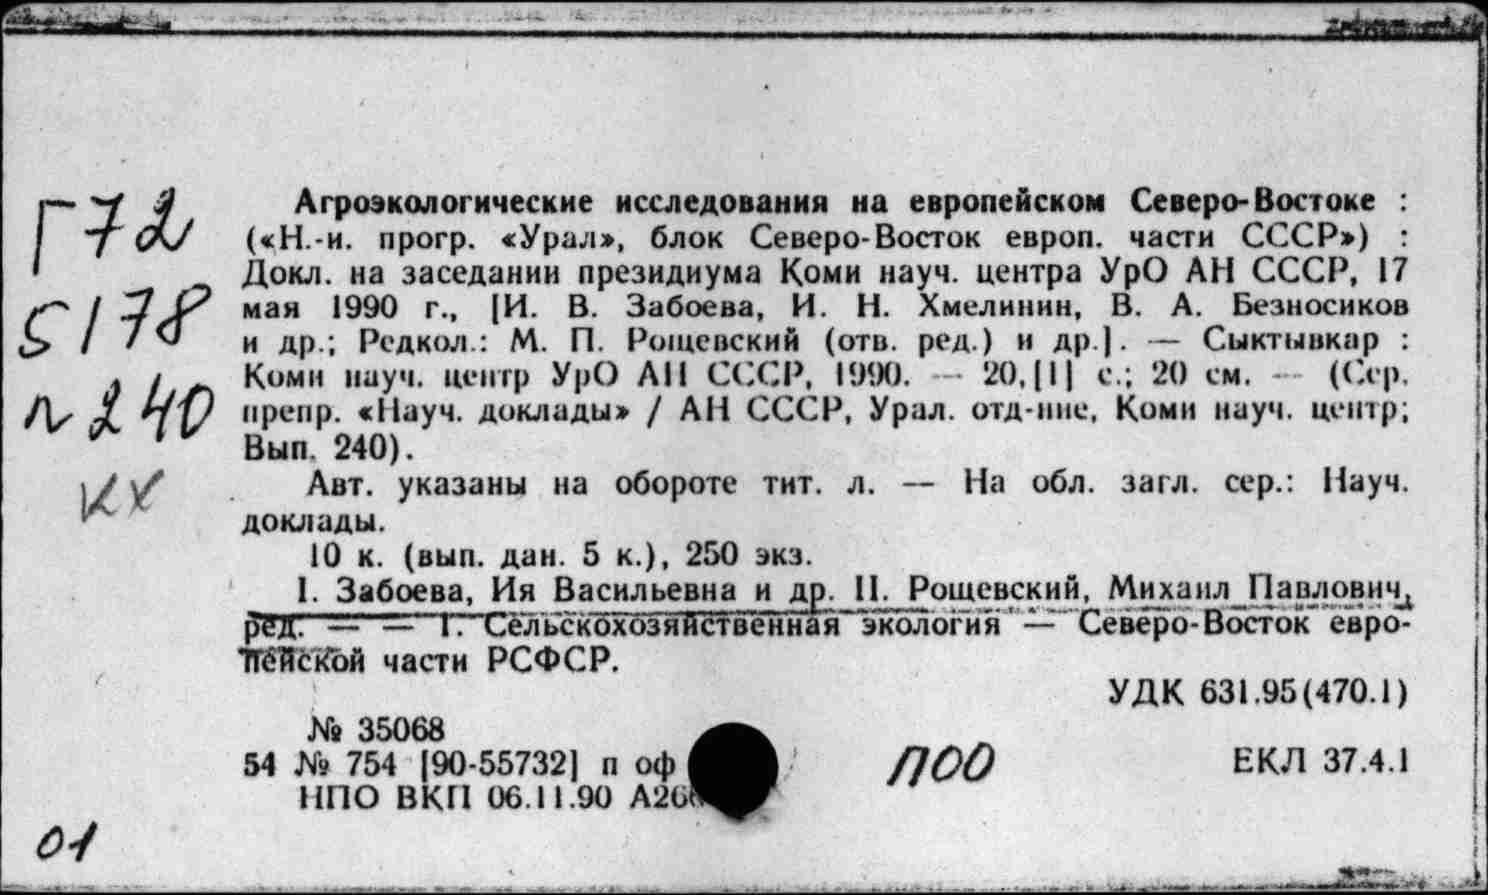 Г72
Агроэкологические исследования на европейском Северо-Востоке :
(«Н.-и. прогр. «Урал», блок Северо-Восток европ. части СССР») :
Докл. на заседании президиума Коми науч. центра УрО АН СССР, 17
5178
мая 1990 г., [И. В. Забоева, И. Н. Хмелинин, В. А. Безносиков
и др.; Редкол.: М. П. Рощевский (отв. ред.) и др.]. — Сыктывкар :
Коми науч. центр УрО АН СССР, 1990. — 20,[1] с.; 20 см. — (Сер.
240
препр. «Науч. доклады» / АН СССР, Урал. отд-ние, Коми науч. центр;
Вып. 240).
Авт. указаны на обороте тит. л. — На обл. загл. сер.: Науч.
доклады.
10 к. (вып. дан. 5 к.), 250 экз.
I. Забоева, Ия Васильевна и др. II. Рощевский, Михаил Павлович,
ред. — — 1. Сельскохозяйственная экология — Северо-Восток евро-
пейской части РСФСР.
УДК 631.95(470.1)
№ 35068
54 № 754 [90-55732] п оф
ПОО
ЕКЛ 37.4.1
НПО ВКП 06.11.90
01